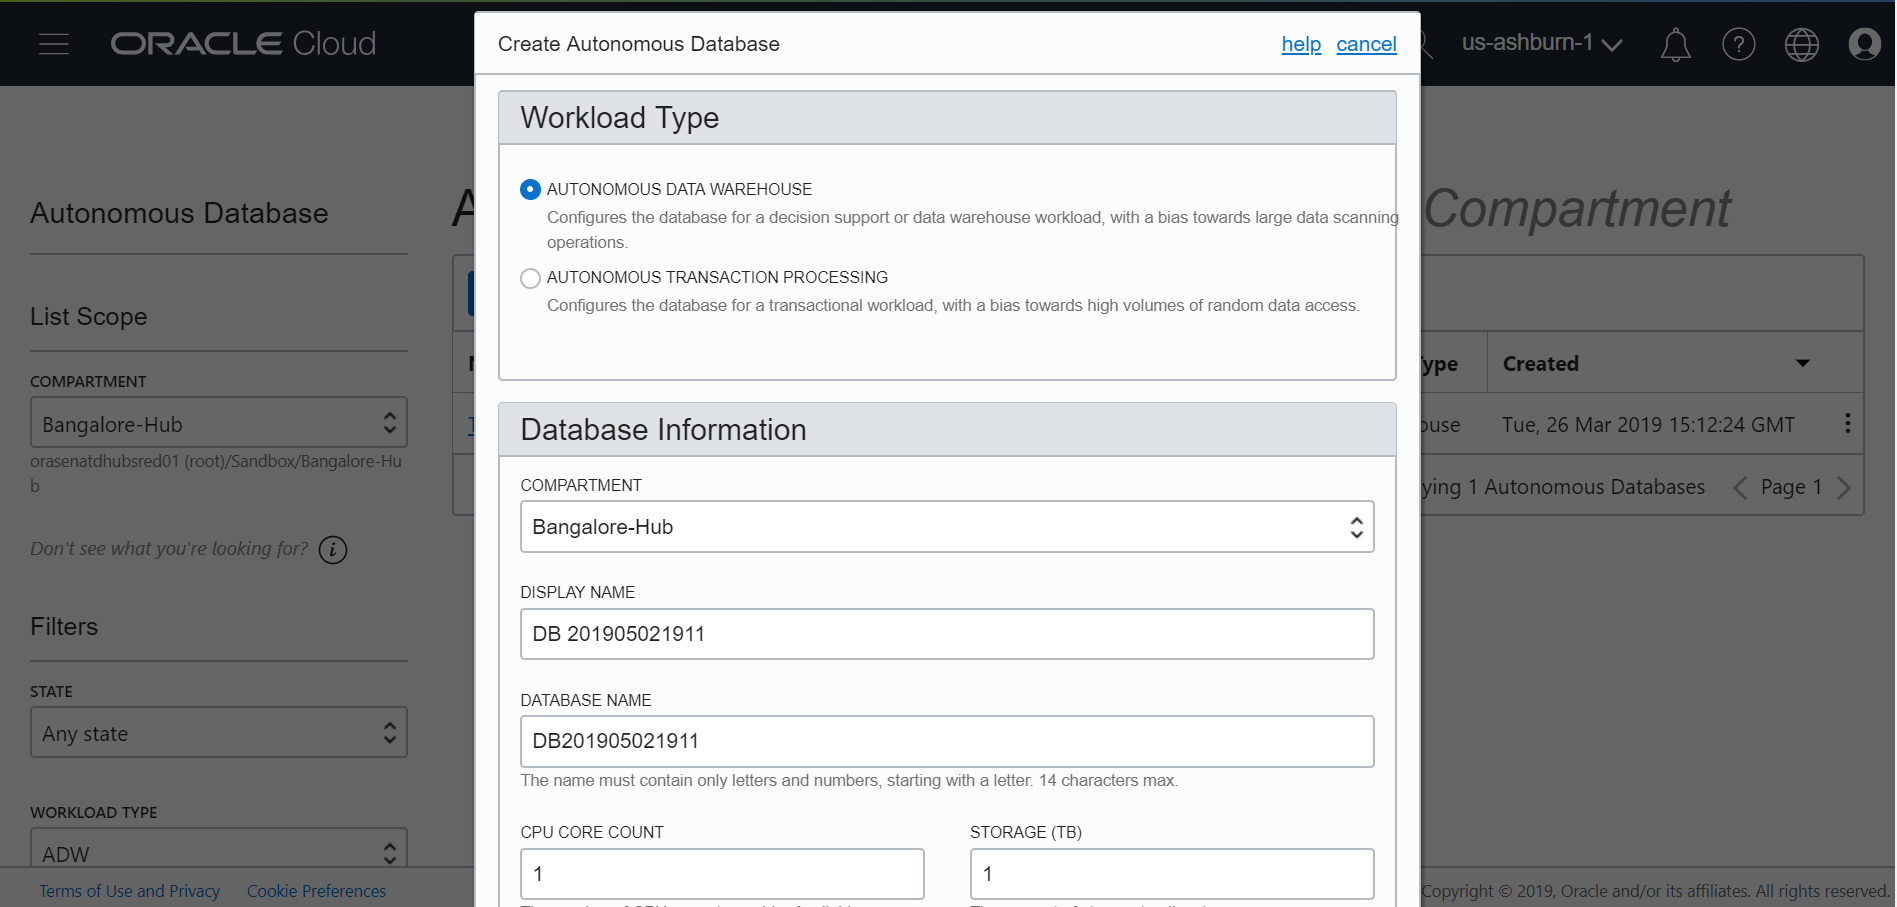 ORACLE Cloud
us-ashburn-1
Create Autonomous Database
help cancel
Autonomous Database
List Scope
COMPARTMENT
Bangalore-Hub
orasenatdhubsred01 (root)/Sandbox/Bangalore-Hu
b
Don't see what you're looking for?
Filters
STATE
Any state
WORKLOAD TYPE
ADW
Workload Type
AUTONOMOUS DATA WAREHOUSE
Configures the database for a decision support or data warehouse workload, with a bias towards large data scanning
operations.
AUTONOMOUS TRANSACTION PROCESSING
Configures the database for a transactional workload, with a bias towards high volumes of random data access.
Database Information
COMPARTMENT
Bangalore-Hub
DISPLAY NAME
DB 201905021911
DATABASE NAME
DB201905021911
The name must contain only letters and numbers, starting with a letter. 14 characters max.
CPU CORE COUNT
1
STORAGE (TB)
1
Compartment
ype Created
ouse Tue, 26 Mar 2019 15:12:24 GMT
ying 1 Autonomous Databases Page 1
Terms of Use and Privacy Cookie Preferences
Copyright © 2019, Oracle and/or its affiliates. All rights reserved.